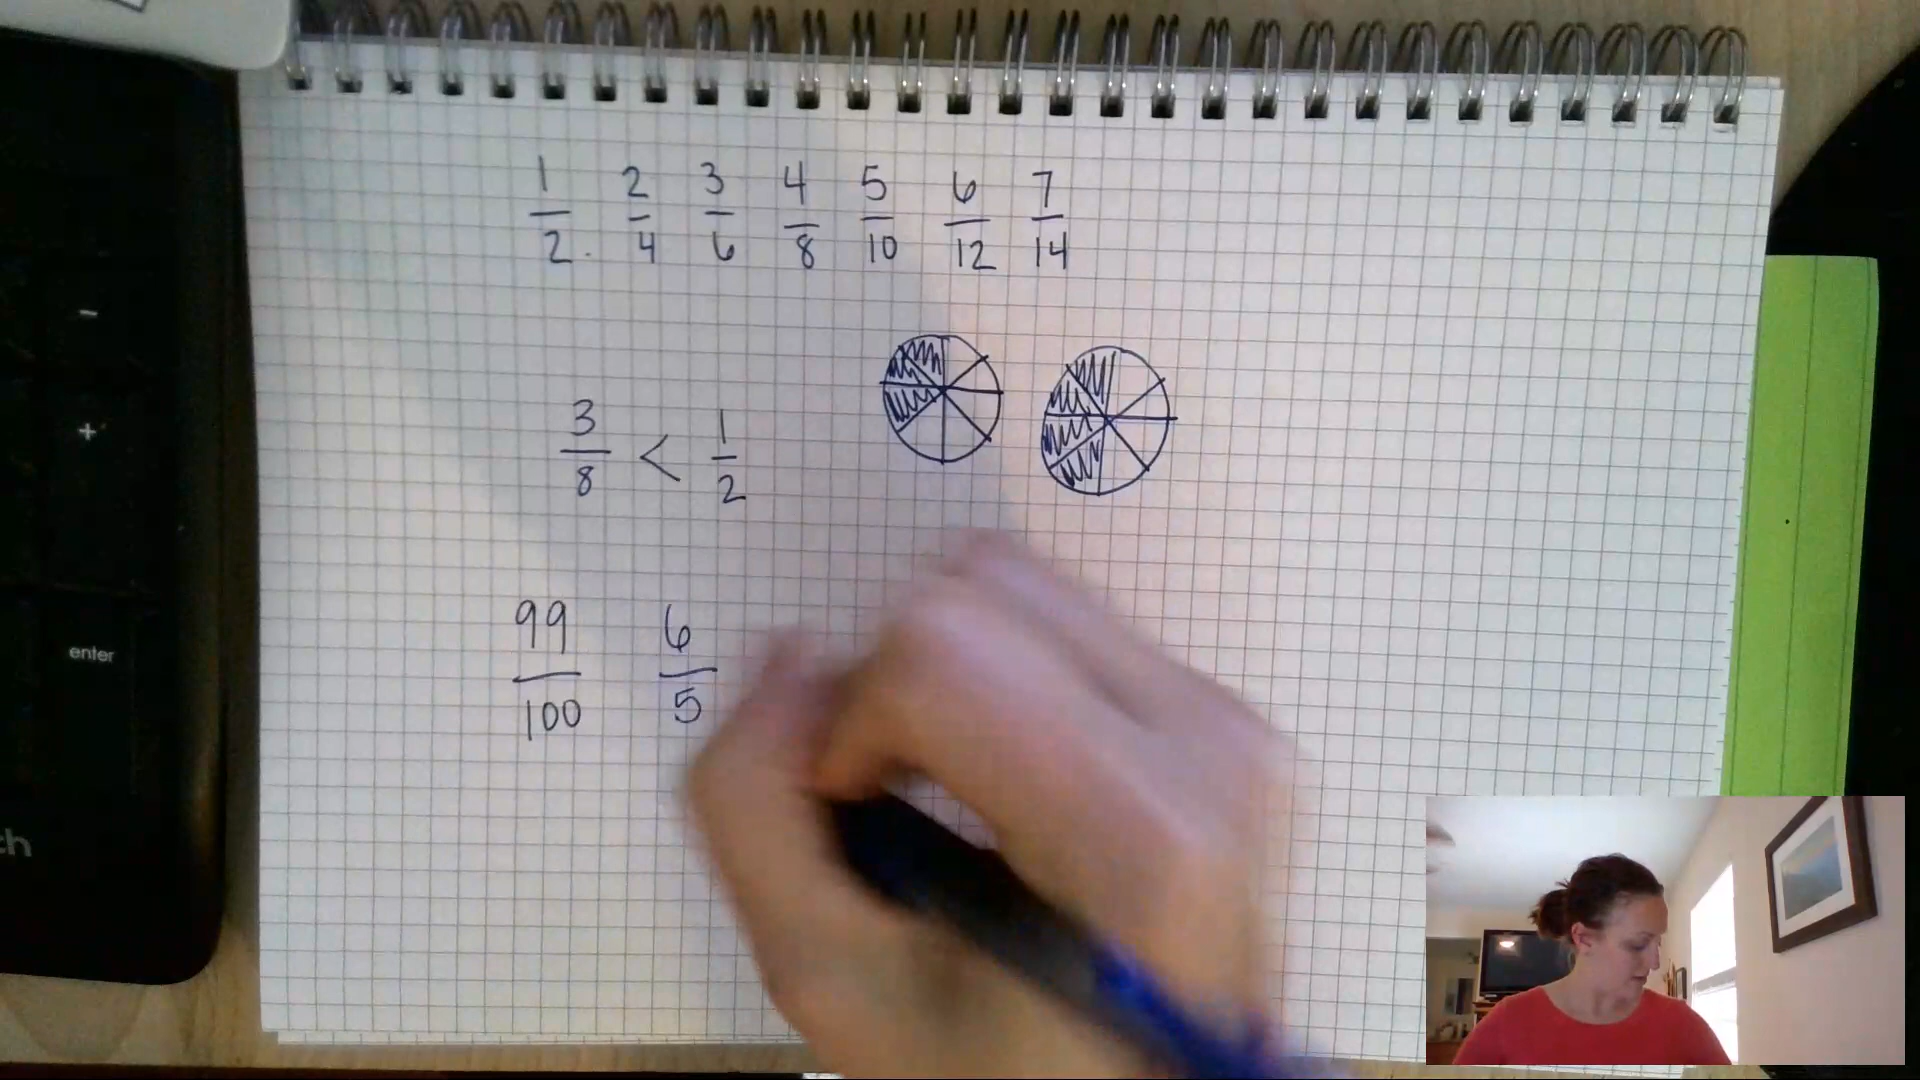 1/2. 2/4 3/6 4/8 5/10 6/12 7/14
3/8 < 1/2
99/100 6/5
-
+
enter
ch